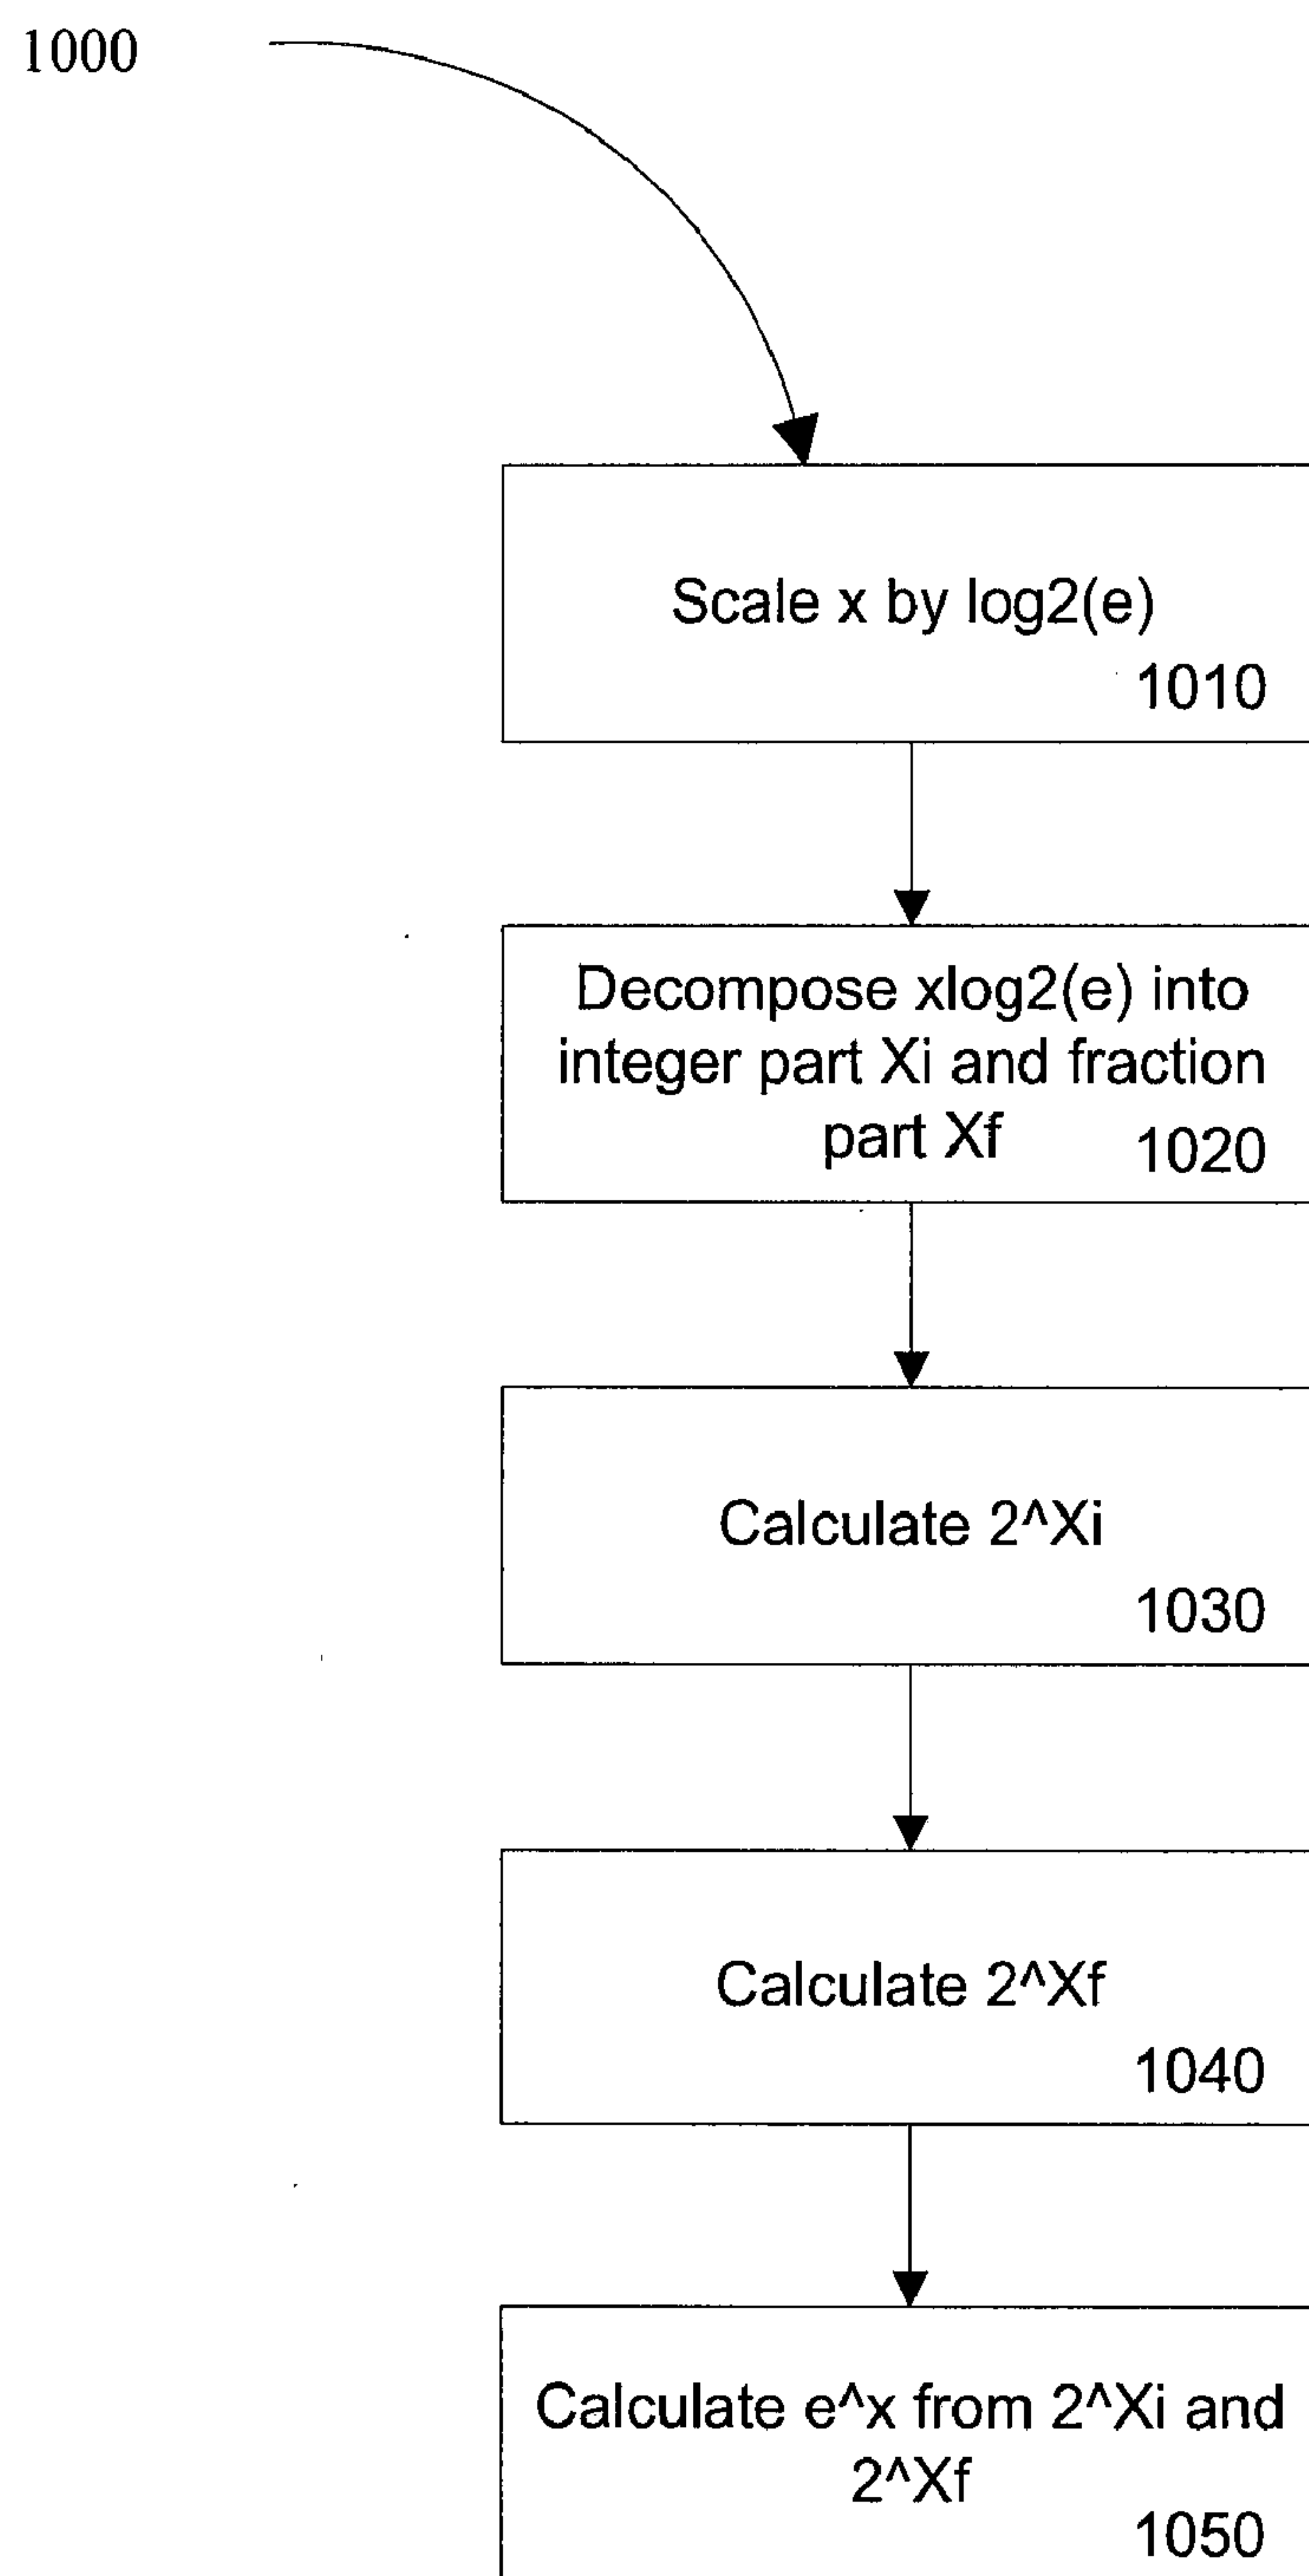 1000
Scale x by log2(e)
1010
Decompose xlog2(e) into
integer part Xi and fraction
part Xf 1020
Calculate 2^Xi
1030
Calculate 2^Xf
1040
Calculate e^x from 2^Xi and
2^Xf
1050